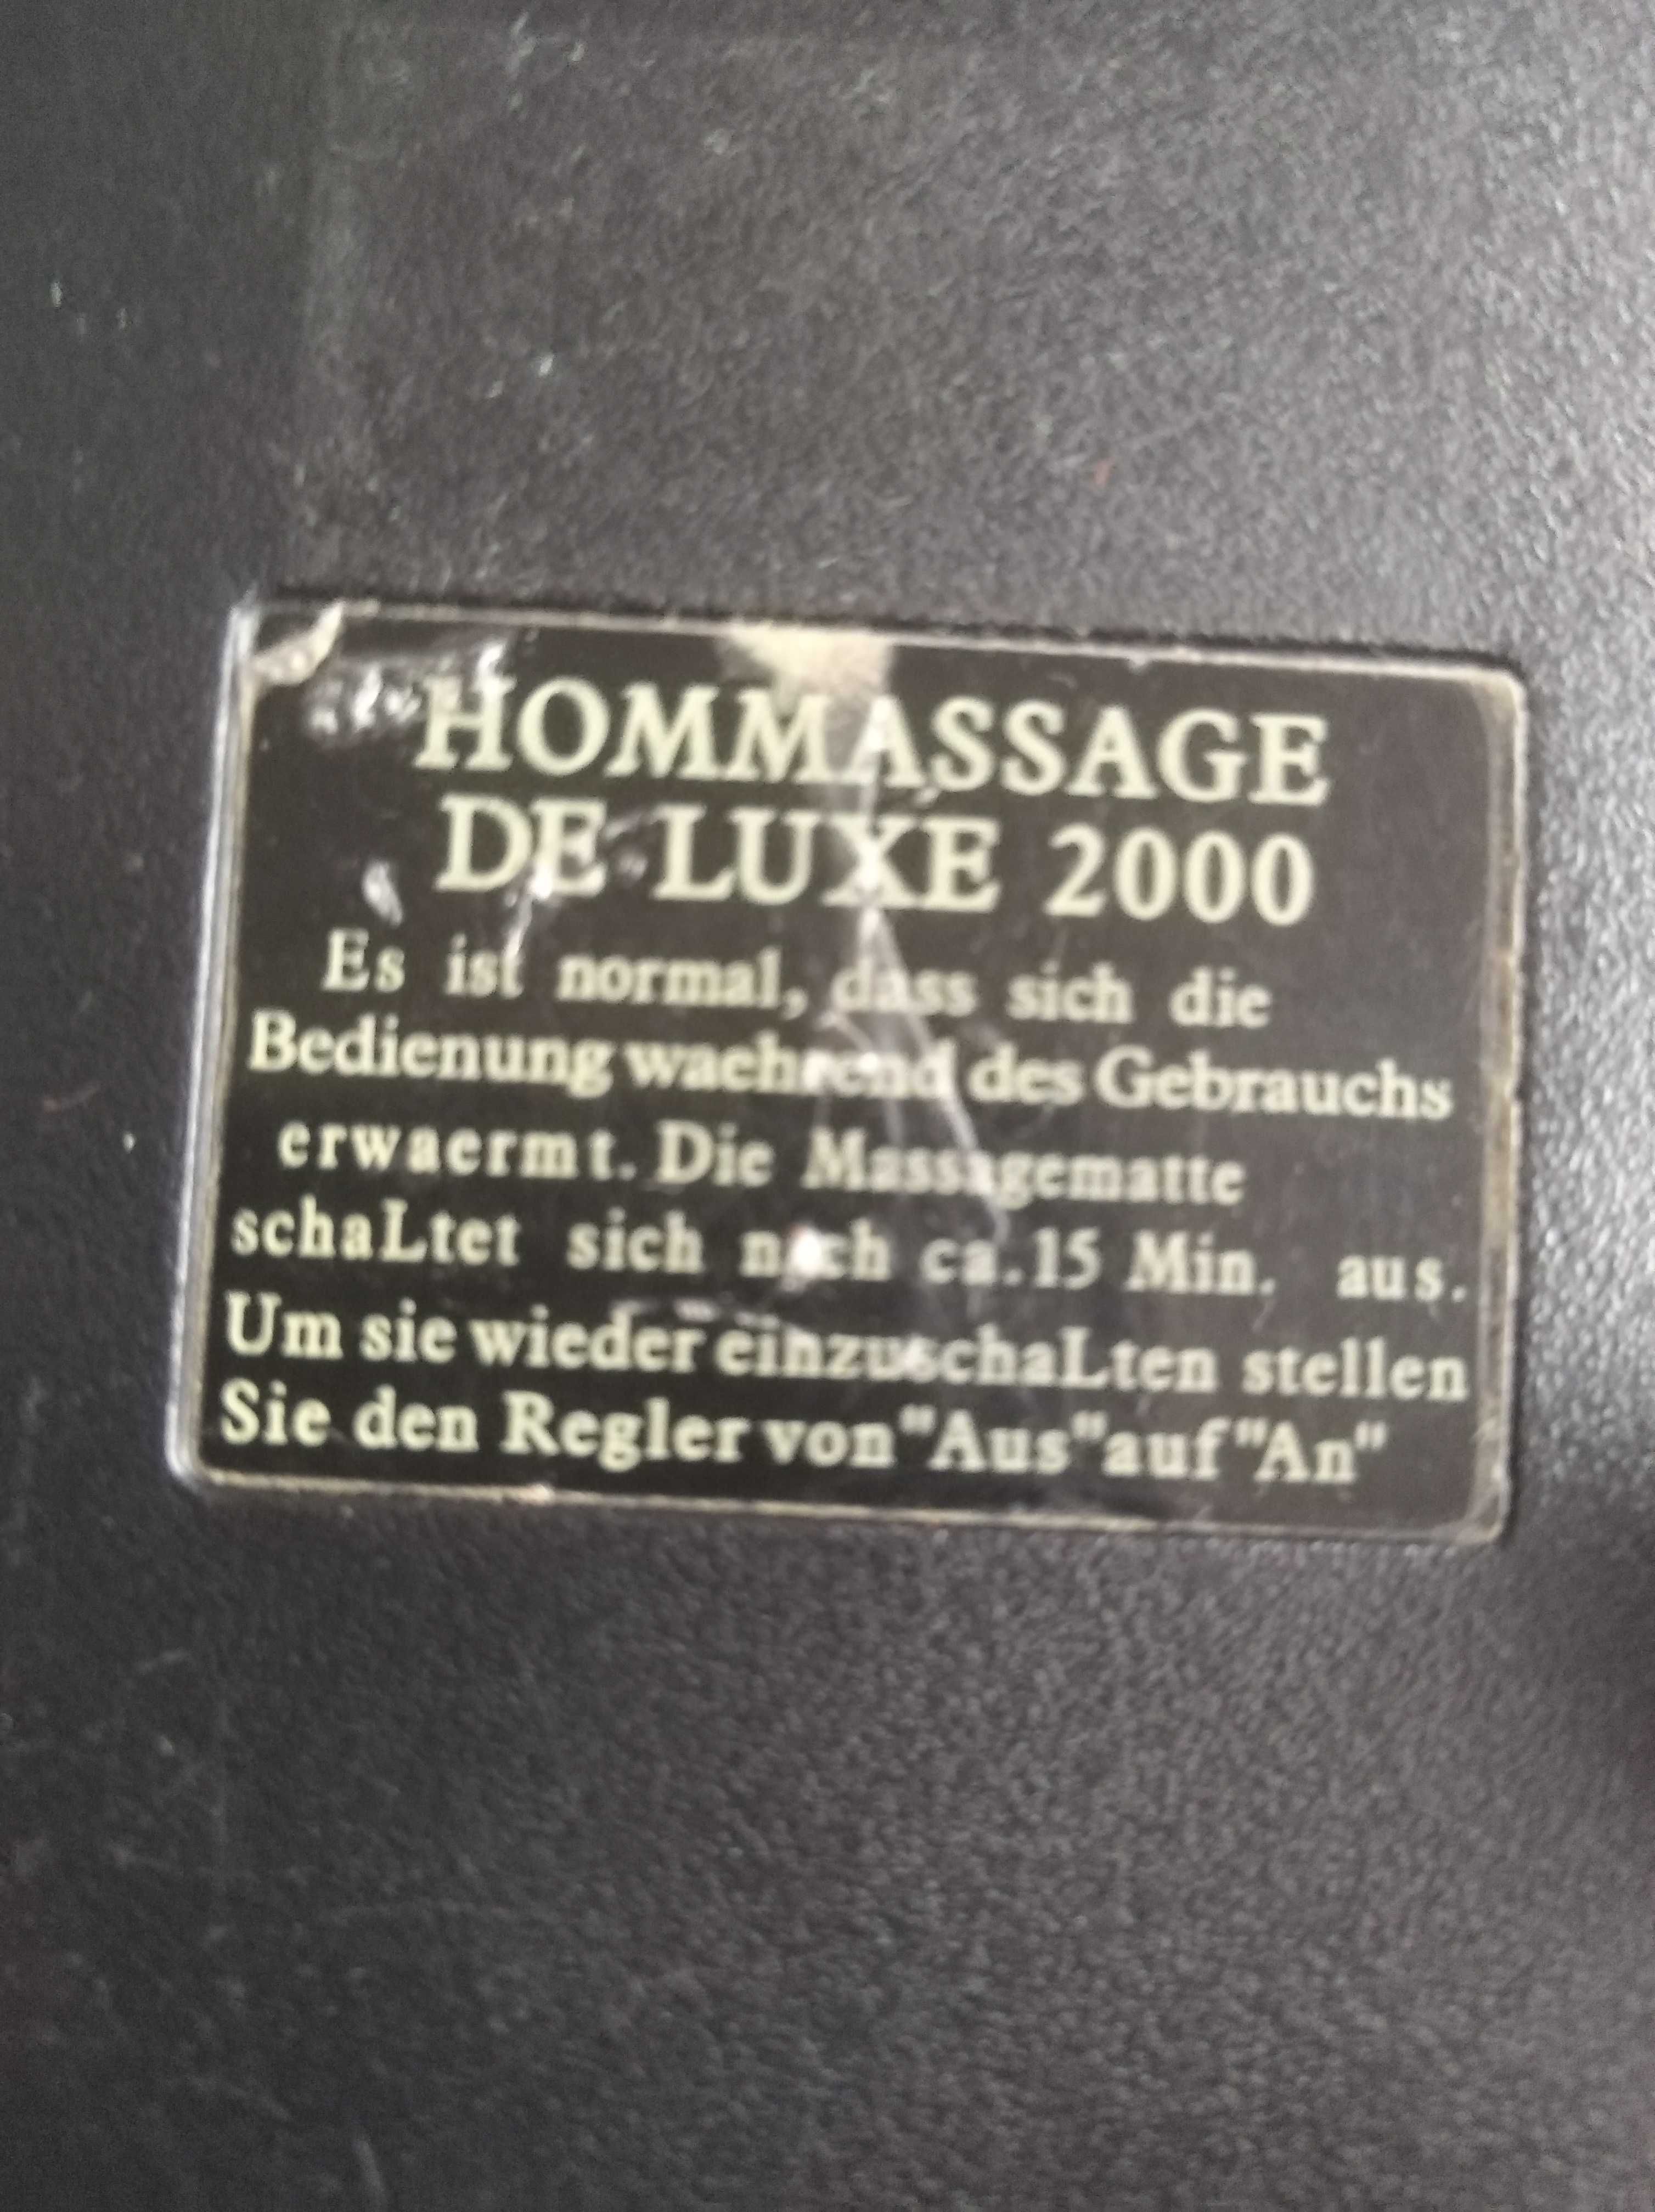 HOMMASSAGE
DE LUXE 2000
Es ist normal, dass sich die
Bedienung waehrend des Gebrauchs
erwaermt. Die Massagematte
schaLtet sich nach ca.15 Min. aus.
Um sie wieder einzuschaLten stellen
Sie den Regler von "Aus" auf "An"